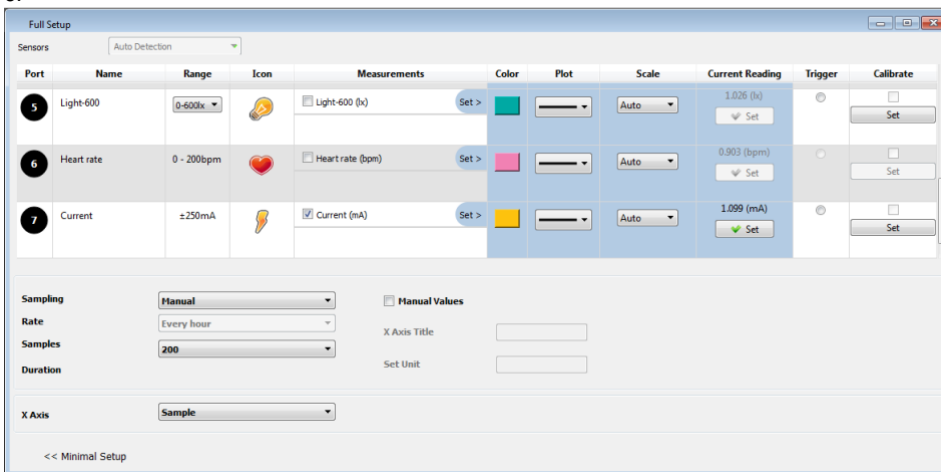 Full Setup
Sensors Auto Detection
Port Name Range Icon Measurements Color Plot Scale Current Reading Trigger Calibrate
5 Light-600 0-600lx Light-600 (lx) Set > Auto 1.026 (lx) Set Set
6 Heart rate 0 - 200bpm Heart rate (bpm) Set > Auto 0.903 (bpm) Set Set
7 Current ±250mA Current (mA) Set > Auto 1.099 (mA) Set Set
Sampling Manual Manual Values
Rate Every hour X Axis Title
Samples 200 Set Unit
Duration
X Axis Sample
<< Minimal Setup